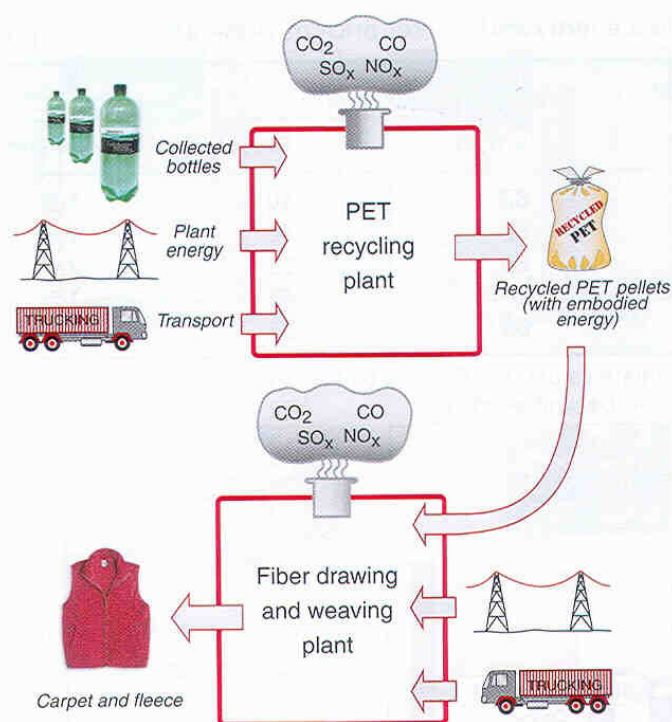 CO2 CO
SOx NOx
Collected
bottles
Plant
energy
TRUCKING
Transport
PET
recycling
plant
RECYCLED
PET
Recycled PET pellets
(with embodied
energy)
CO2 CO
SOx NOx
Fiber drawing
and weaving
plant
Carpet and fleece
TRUCKING